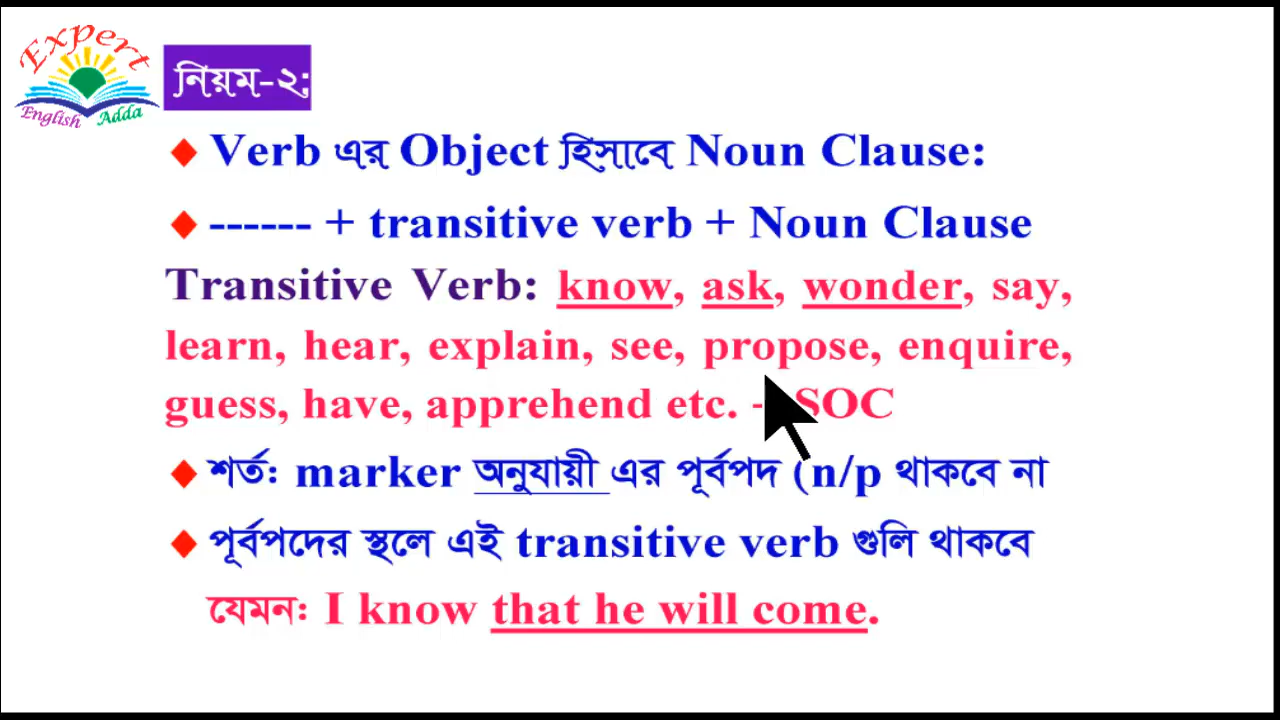 Expert
English Adda
নিয়ম-২:
Verb এর Object হিসাবে Noun Clause:
------ + transitive verb + Noun Clause
Transitive Verb: know, ask, wonder, say,
learn, hear, explain, see, propose, enquire,
guess, have, apprehend etc. - SOC
শর্ত: marker অনুযায়ী এর পূর্বপদ (n/p থাকবে না
পূর্বপদের স্থলে এই transitive verb গুলি থাকবে
যেমন: I know that he will come.